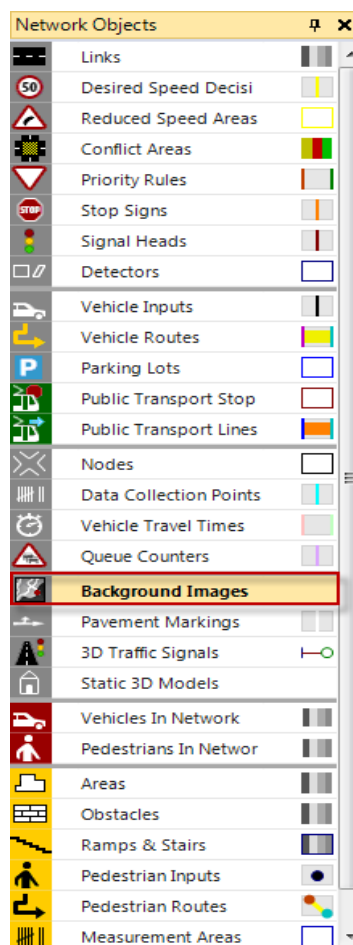 Network Objects
Links
50
Desired Speed Decisi
Reduced Speed Areas
Conflict Areas
Priority Rules
STOP
Stop Signs
Signal Heads
Detectors
Vehicle Inputs
Vehicle Routes
P
Parking Lots
Public Transport Stop
Public Transport Lines
Nodes
Data Collection Points
Vehicle Travel Times
Queue Counters
Background Images
Pavement Markings
3D Traffic Signals
Static 3D Models
Vehicles In Network
Pedestrians In Networ
Areas
Obstacles
Ramps & Stairs
Pedestrian Inputs
Pedestrian Routes
Measurement Areas